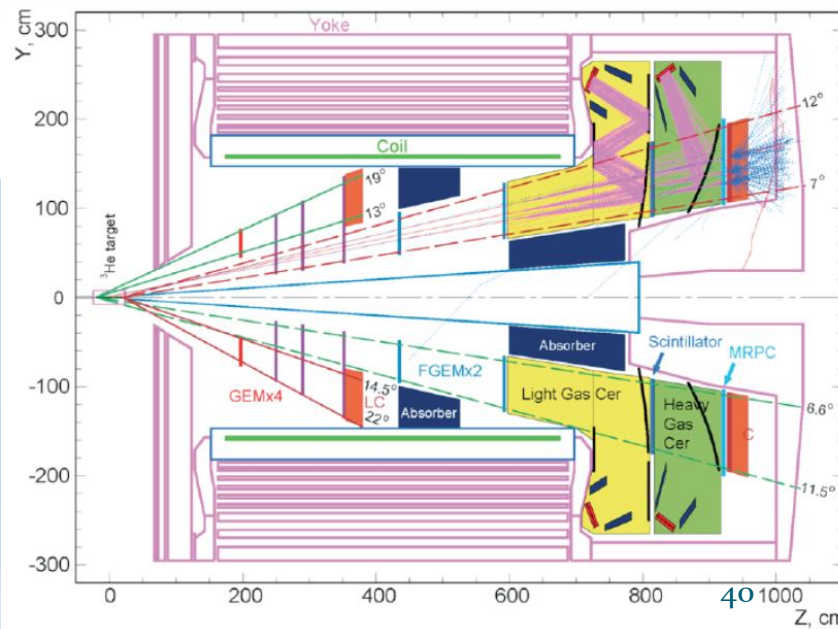 Y, cm
300
200
100
0
-100
-200
-300
Yoke
Coil
19°
13°
12°
7°
³He target
GEMx4
LC
14.5°
22°
FGEMx2
Absorber
Absorber
Light Gas Cer
Heavy
Gas
Cer
Scintillator
MRPC
C
6.6°
11.5°
0
200
400
600
800
1000
40
Z, cm